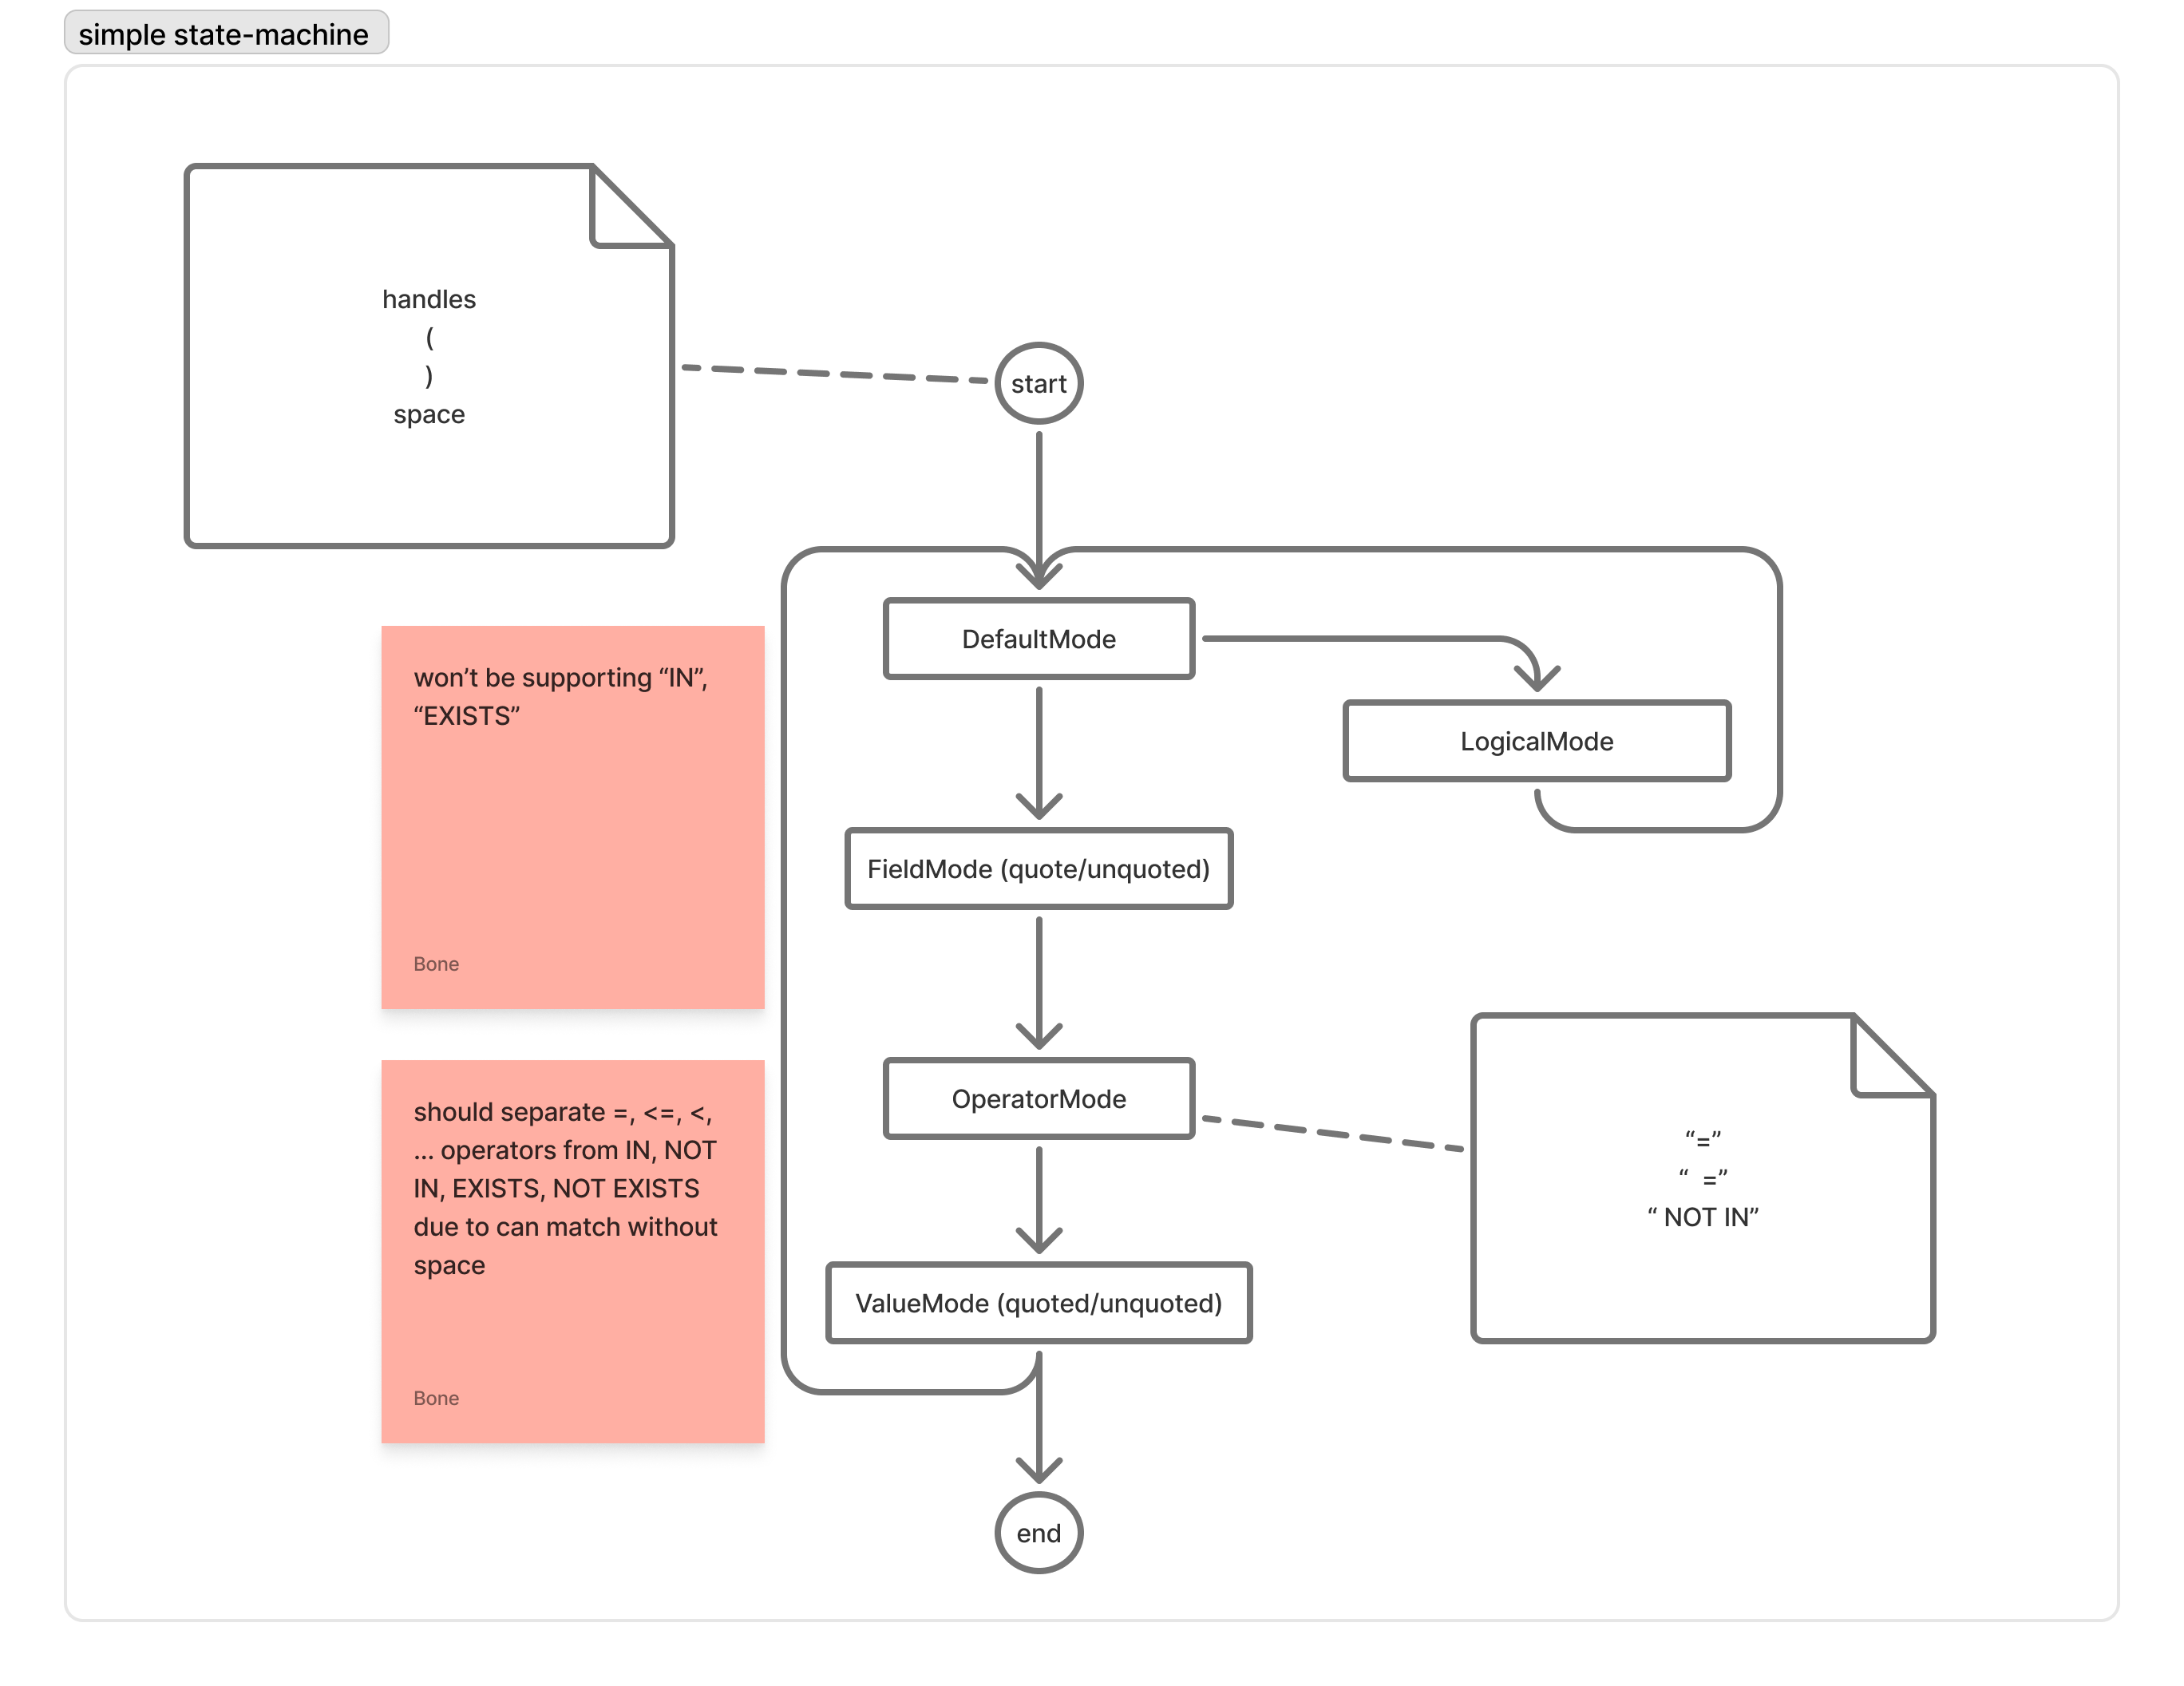 simple state-machine
handles
(
)
space
start
DefaultMode
LogicalMode
won’t be supporting “IN”,
“EXISTS”
Bone
FieldMode (quote/unquoted)
OperatorMode
should separate =, <=, <,
... operators from IN, NOT
IN, EXISTS, NOT EXISTS
due to can match without
space
Bone
“=”
“  =”
“ NOT IN”
ValueMode (quoted/unquoted)
end